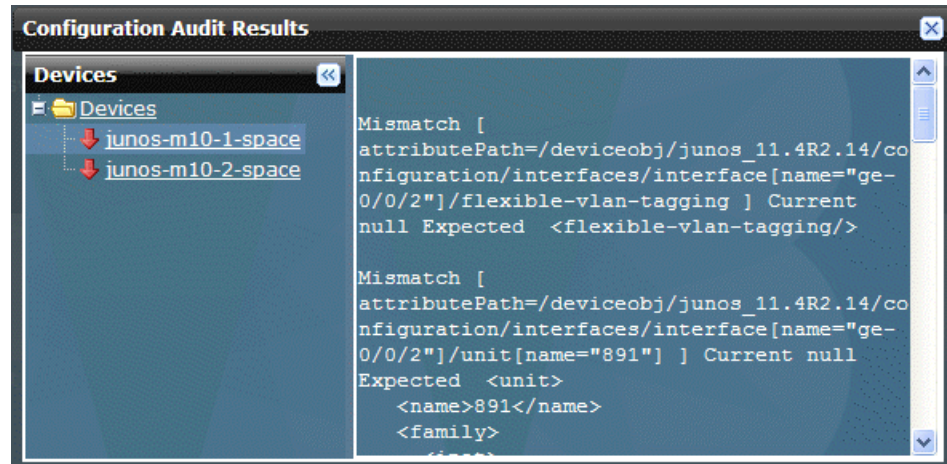 Configuration Audit Results
Devices
Devices
junos-m10-1-space
junos-m10-2-space
Mismatch [
attributePath=/deviceobj/junos_11.4R2.14/co
nfiguration/interfaces/interface[name="ge-
0/0/2"]/flexible-vlan-tagging ] Current
null Expected  <flexible-vlan-tagging/>
Mismatch [
attributePath=/deviceobj/junos_11.4R2.14/co
nfiguration/interfaces/interface[name="ge-
0/0/2"]/unit[name="891"] ] Current null
Expected  <unit>
<name>891</name>
<family>